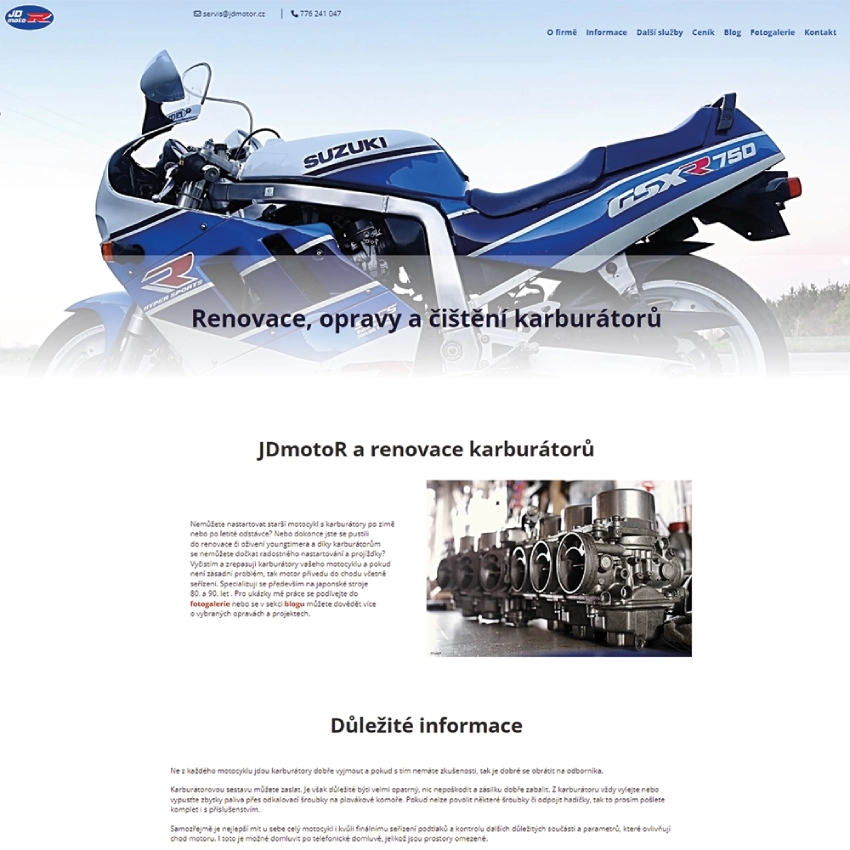 JD
moto R
servis@jdmotor.cz | 776 241 047
O firmě Informace Další služby Ceník Blog Fotogalerie Kontakt
SUZUKI
GSXR 750
R
HYPER SPORTS
Renovace, opravy a čištění karburátorů
JDmotoR a renovace karburátorů
Nemůžete nastartovat starší motocykl s karburátory po zimě
nebo po letité odstávce? Nebo dokonce jste se pustili
do renovace či oživení youngtimera a díky karburátorům
se nemůžete dočkat radostného nastartování a projížďky?
Vyčistím a zrepasuji karburátory vašeho motocyklu a pokud
není zásadní problém, tak motor přivedu do chodu včetně
seřízení. Specializuji se především na japonské stroje
80. a 90. let . Pro ukázky mé práce se podívejte do
fotogalerie nebo se v sekci blogu můžete dovědět více
o vybraných opravách a projektech.
Důležité informace
Ne z každého motocyklu jdou karburátory dobře vyjmout a pokud s tím nemáte zkušenosti, tak je dobré se obrátit na odborníka.
Karburátorovou sestavu můžete zaslat. Je však důležité býti velmi opatrný, nic nepoškodit a zásilku dobře zabalit. Z karburátoru vždy vylejte nebo
vypusťte zbytky paliva přes odkalovací šroubky na plovákové komoře. Pokud nelze povolit některé šroubky či odpojit hadičky, tak to prosím pošlete
komplet i s příslušenstvím.
Samozřejmě je nejlepší mít u sebe celý motocykl i kvůli finálnímu seřízení podtlaků a kontrolu dalších důležitých součástí a parametrů, které ovlivňují
chod motoru. I toto je možné domluvit po telefonické domluvě, jelikož jsou prostory omezené.